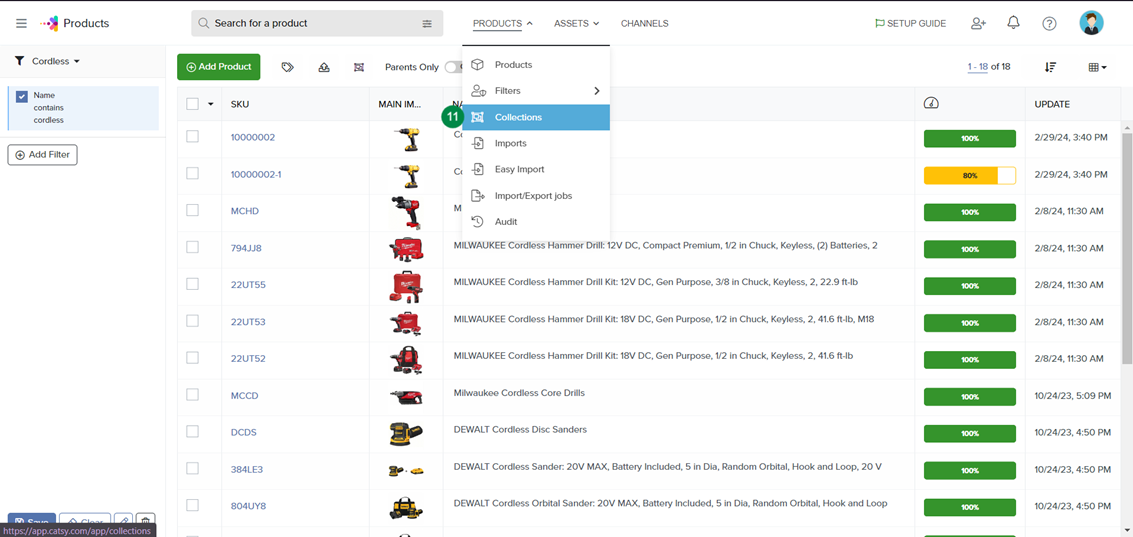 Products
Search for a product
PRODUCTS
ASSETS
CHANNELS
SETUP GUIDE
Cordless
Name
contains
cordless
Add Filter
Save
Clear
https://app.catsy.com/app/collections
Add Product
Parents Only
1 - 18 of 18
Products
Filters
11
Collections
Imports
Easy Import
Import/Export jobs
Audit
SKU
MAIN IM...
UPDATE
10000002
100%
2/29/24, 3:40 PM
10000002-1
80%
2/29/24, 3:40 PM
MCHD
100%
2/8/24, 11:30 AM
794JJ8
MILWAUKEE Cordless Hammer Drill: 12V DC, Compact Premium, 1/2 in Chuck, Keyless, (2) Batteries, 2
100%
2/8/24, 11:30 AM
22UT55
MILWAUKEE Cordless Hammer Drill Kit: 12V DC, Gen Purpose, 3/8 in Chuck, Keyless, 2, 22.9 ft-lb
100%
2/8/24, 11:30 AM
22UT53
MILWAUKEE Cordless Hammer Drill Kit: 18V DC, Gen Purpose, 1/2 in Chuck, Keyless, 2, 41.6 ft-lb, M18
100%
2/8/24, 11:30 AM
22UT52
MILWAUKEE Cordless Hammer Drill Kit: 18V DC, Gen Purpose, 1/2 in Chuck, Keyless, 2, 41.6 ft-lb
100%
2/8/24, 11:30 AM
MCCD
Milwaukee Cordless Core Drills
100%
10/24/23, 5:09 PM
DCDS
DEWALT Cordless Disc Sanders
100%
10/24/23, 4:50 PM
384LE3
DEWALT Cordless Sander: 20V MAX, Battery Included, 5 in Dia, Random Orbital, Hook and Loop, 20 V
100%
10/24/23, 4:50 PM
804UY8
DEWALT Cordless Orbital Sander: 20V MAX, Battery Included, 5 in Dia, Random Orbital, Hook and Loop
100%
10/24/23, 4:50 PM